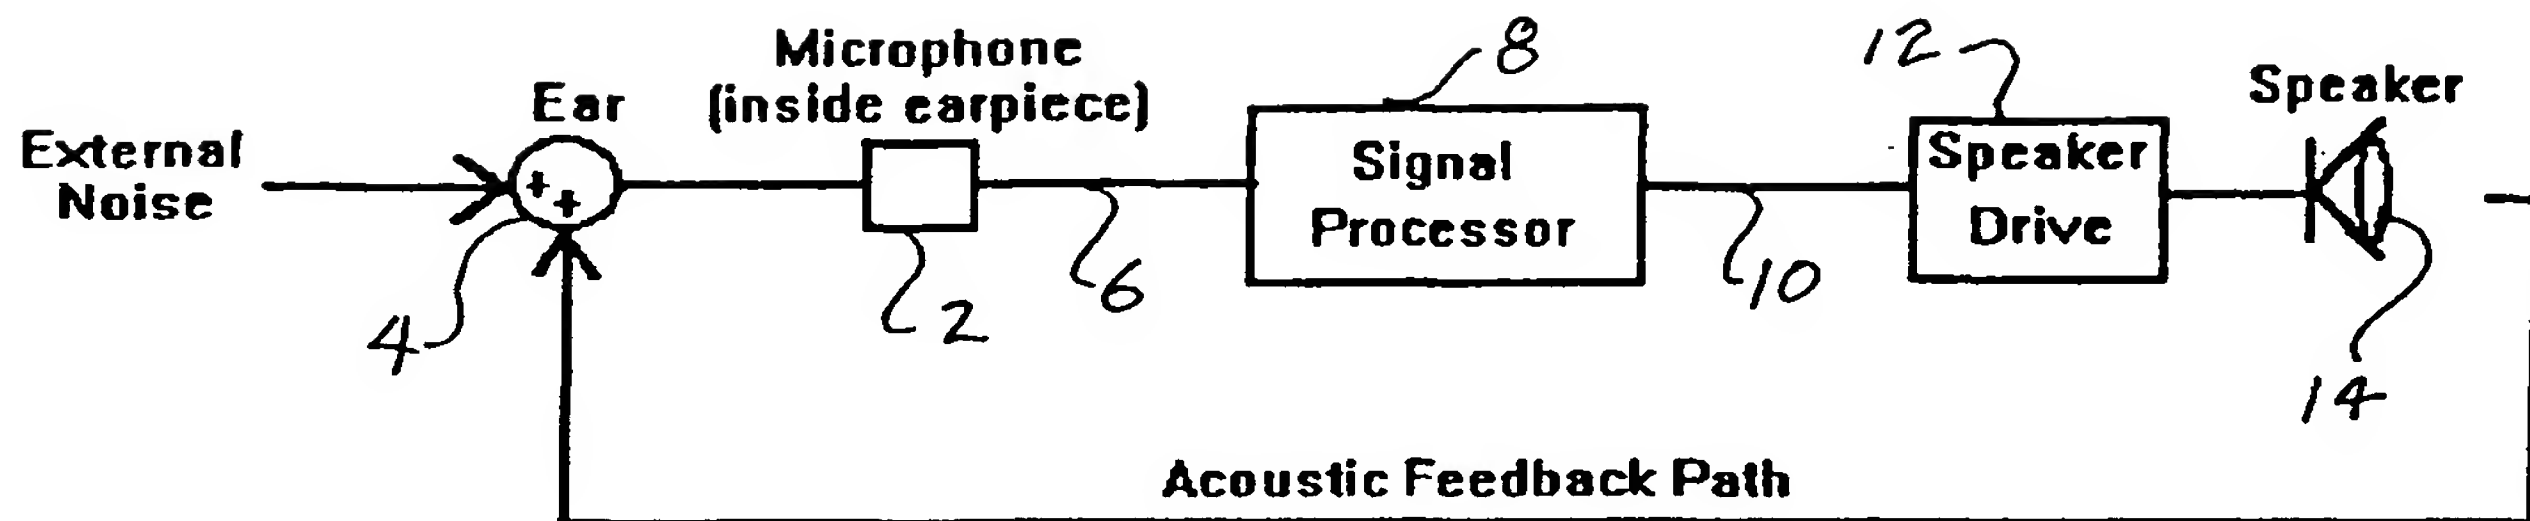 External
Noise
Ear
+
+
4
Microphone
(inside earpiece)
2
6
8
Signal
Processor
10
12
Speaker
Drive
Speaker
14
Acoustic Feedback Path